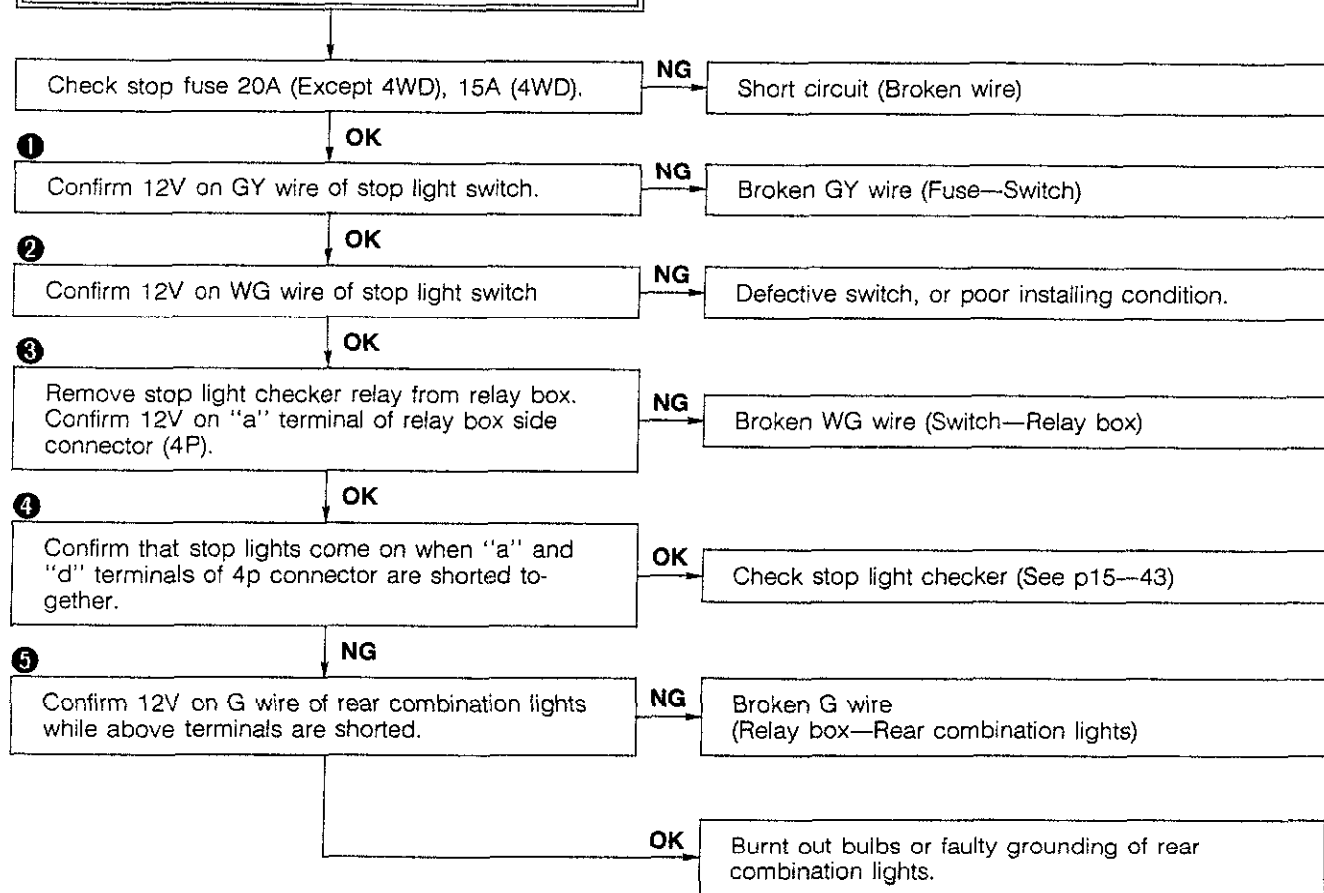 Check stop fuse 20A (Except 4WD), 15A (4WD).
NG
Short circuit (Broken wire)
OK
❶
Confirm 12V on GY wire of stop light switch.
NG
Broken GY wire (Fuse—Switch)
OK
❷
Confirm 12V on WG wire of stop light switch
NG
Defective switch, or poor installing condition.
OK
❸
Remove stop light checker relay from relay box.
Confirm 12V on "a" terminal of relay box side
connector (4P).
NG
Broken WG wire (Switch—Relay box)
OK
❹
Confirm that stop lights come on when "a" and
"d" terminals of 4p connector are shorted to-
gether.
OK
Check stop light checker (See p15—43)
NG
❺
Confirm 12V on G wire of rear combination lights
while above terminals are shorted.
NG
Broken G wire
(Relay box—Rear combination lights)
OK
Burnt out bulbs or faulty grounding of rear
combination lights.